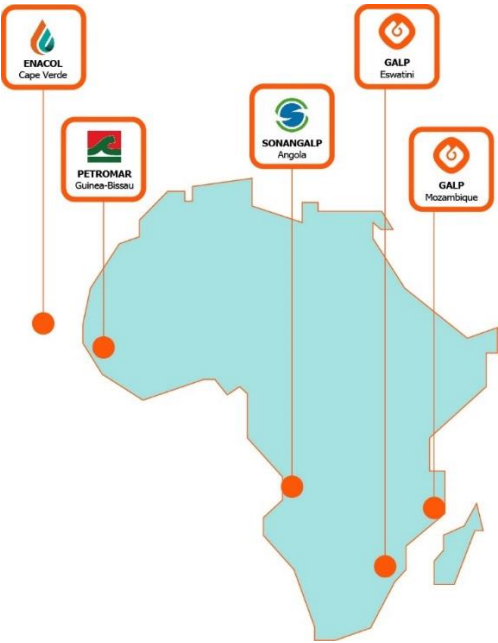 ENACOL
Cape Verde
GALP
Eswatini
SONANGALP
Angola
PETROMAR
Guinea-Bissau
GALP
Mozambique